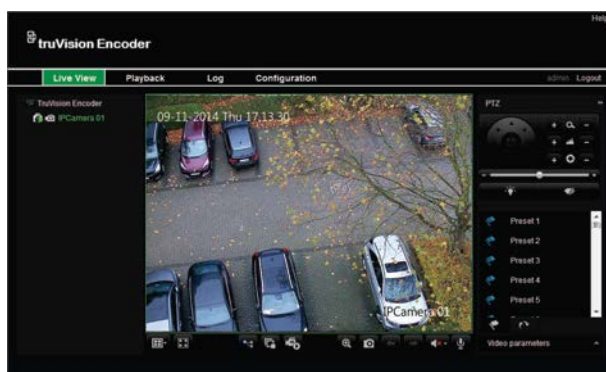 Help
truVision Encoder
Live View Playback Log Configuration
admin Logout
TruVision Encoder
IPCamera 01
09-11-2014 Thu 17.13.30
IPCamera 01
PTZ
Preset 1
Preset 2
Preset 3
Preset 4
Preset 5
Video parameters